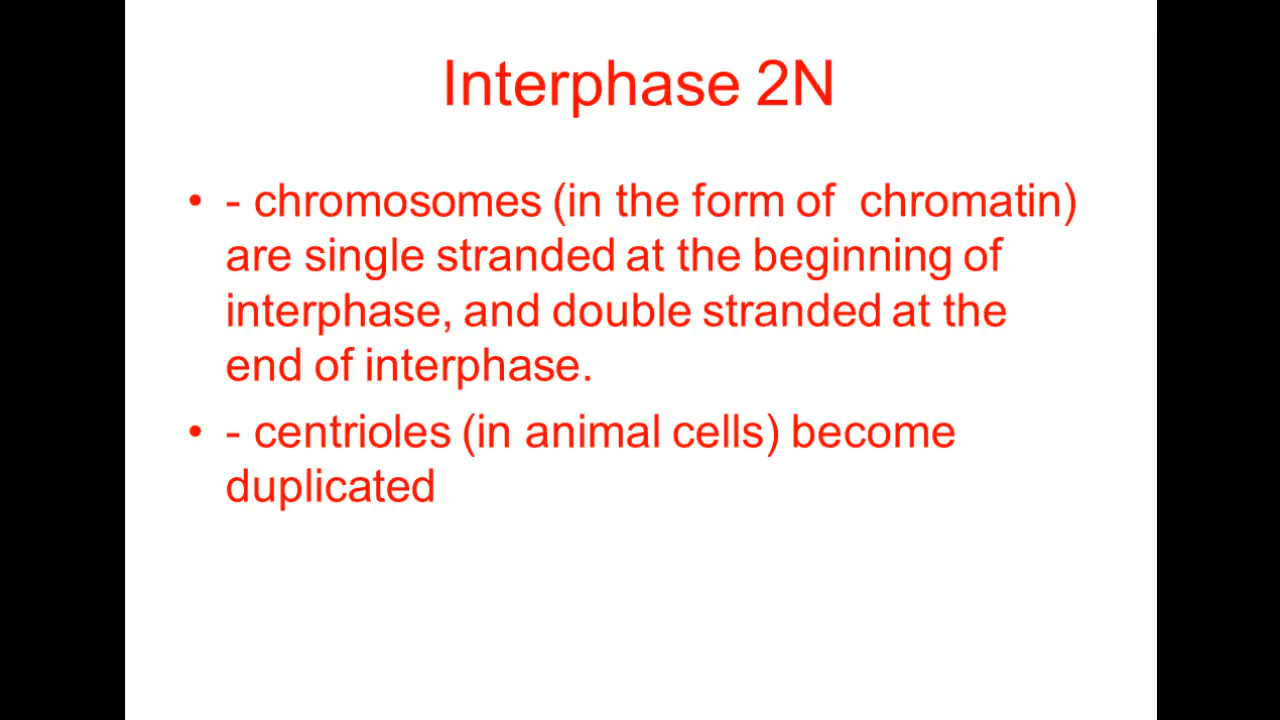 Interphase 2N
• - chromosomes (in the form of  chromatin)
are single stranded at the beginning of
interphase, and double stranded at the
end of interphase.
• - centrioles (in animal cells) become
duplicated